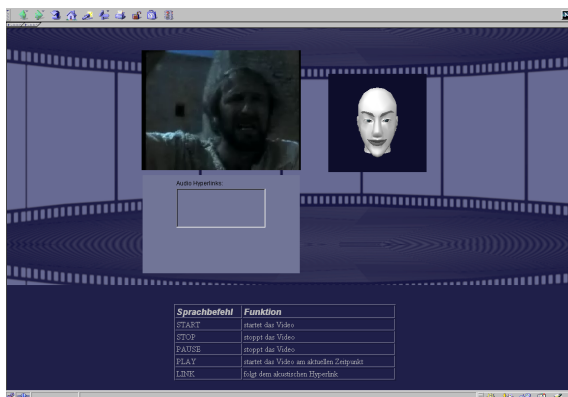 Audio Hyperlinks:
Sprachbefehl Funktion
START startet das Video
STOP stoppt das Video
PAUSE stoppt das Video
PLAY startet das Video am aktuellen Zeitpunkt
LINK folgt dem akustischen Hyperlink